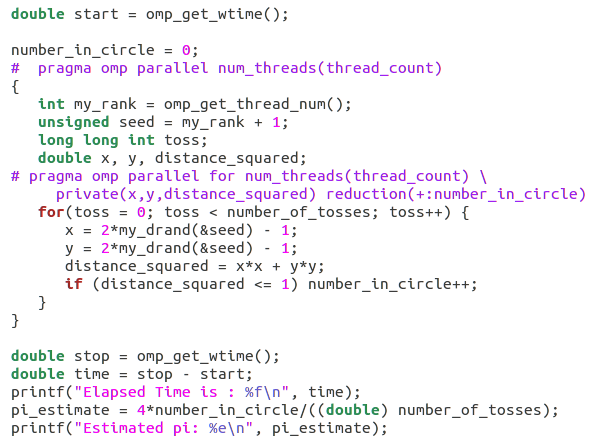 double start = omp_get_wtime();

number_in_circle = 0;
#  pragma omp parallel num_threads(thread_count)
{
   int my_rank = omp_get_thread_num();
   unsigned seed = my_rank + 1;
   long long int toss;
   double x, y, distance_squared;
# pragma omp parallel for num_threads(thread_count) \
     private(x,y,distance_squared) reduction(+:number_in_circle)
   for(toss = 0; toss < number_of_tosses; toss++) {
      x = 2*my_drand(&seed) - 1;
      y = 2*my_drand(&seed) - 1;
      distance_squared = x*x + y*y;
      if (distance_squared <= 1) number_in_circle++;
   }
}

double stop = omp_get_wtime();
double time = stop - start;
printf("Elapsed Time is : %f\n", time);
pi_estimate = 4*number_in_circle/((double) number_of_tosses);
printf("Estimated pi: %e\n", pi_estimate);